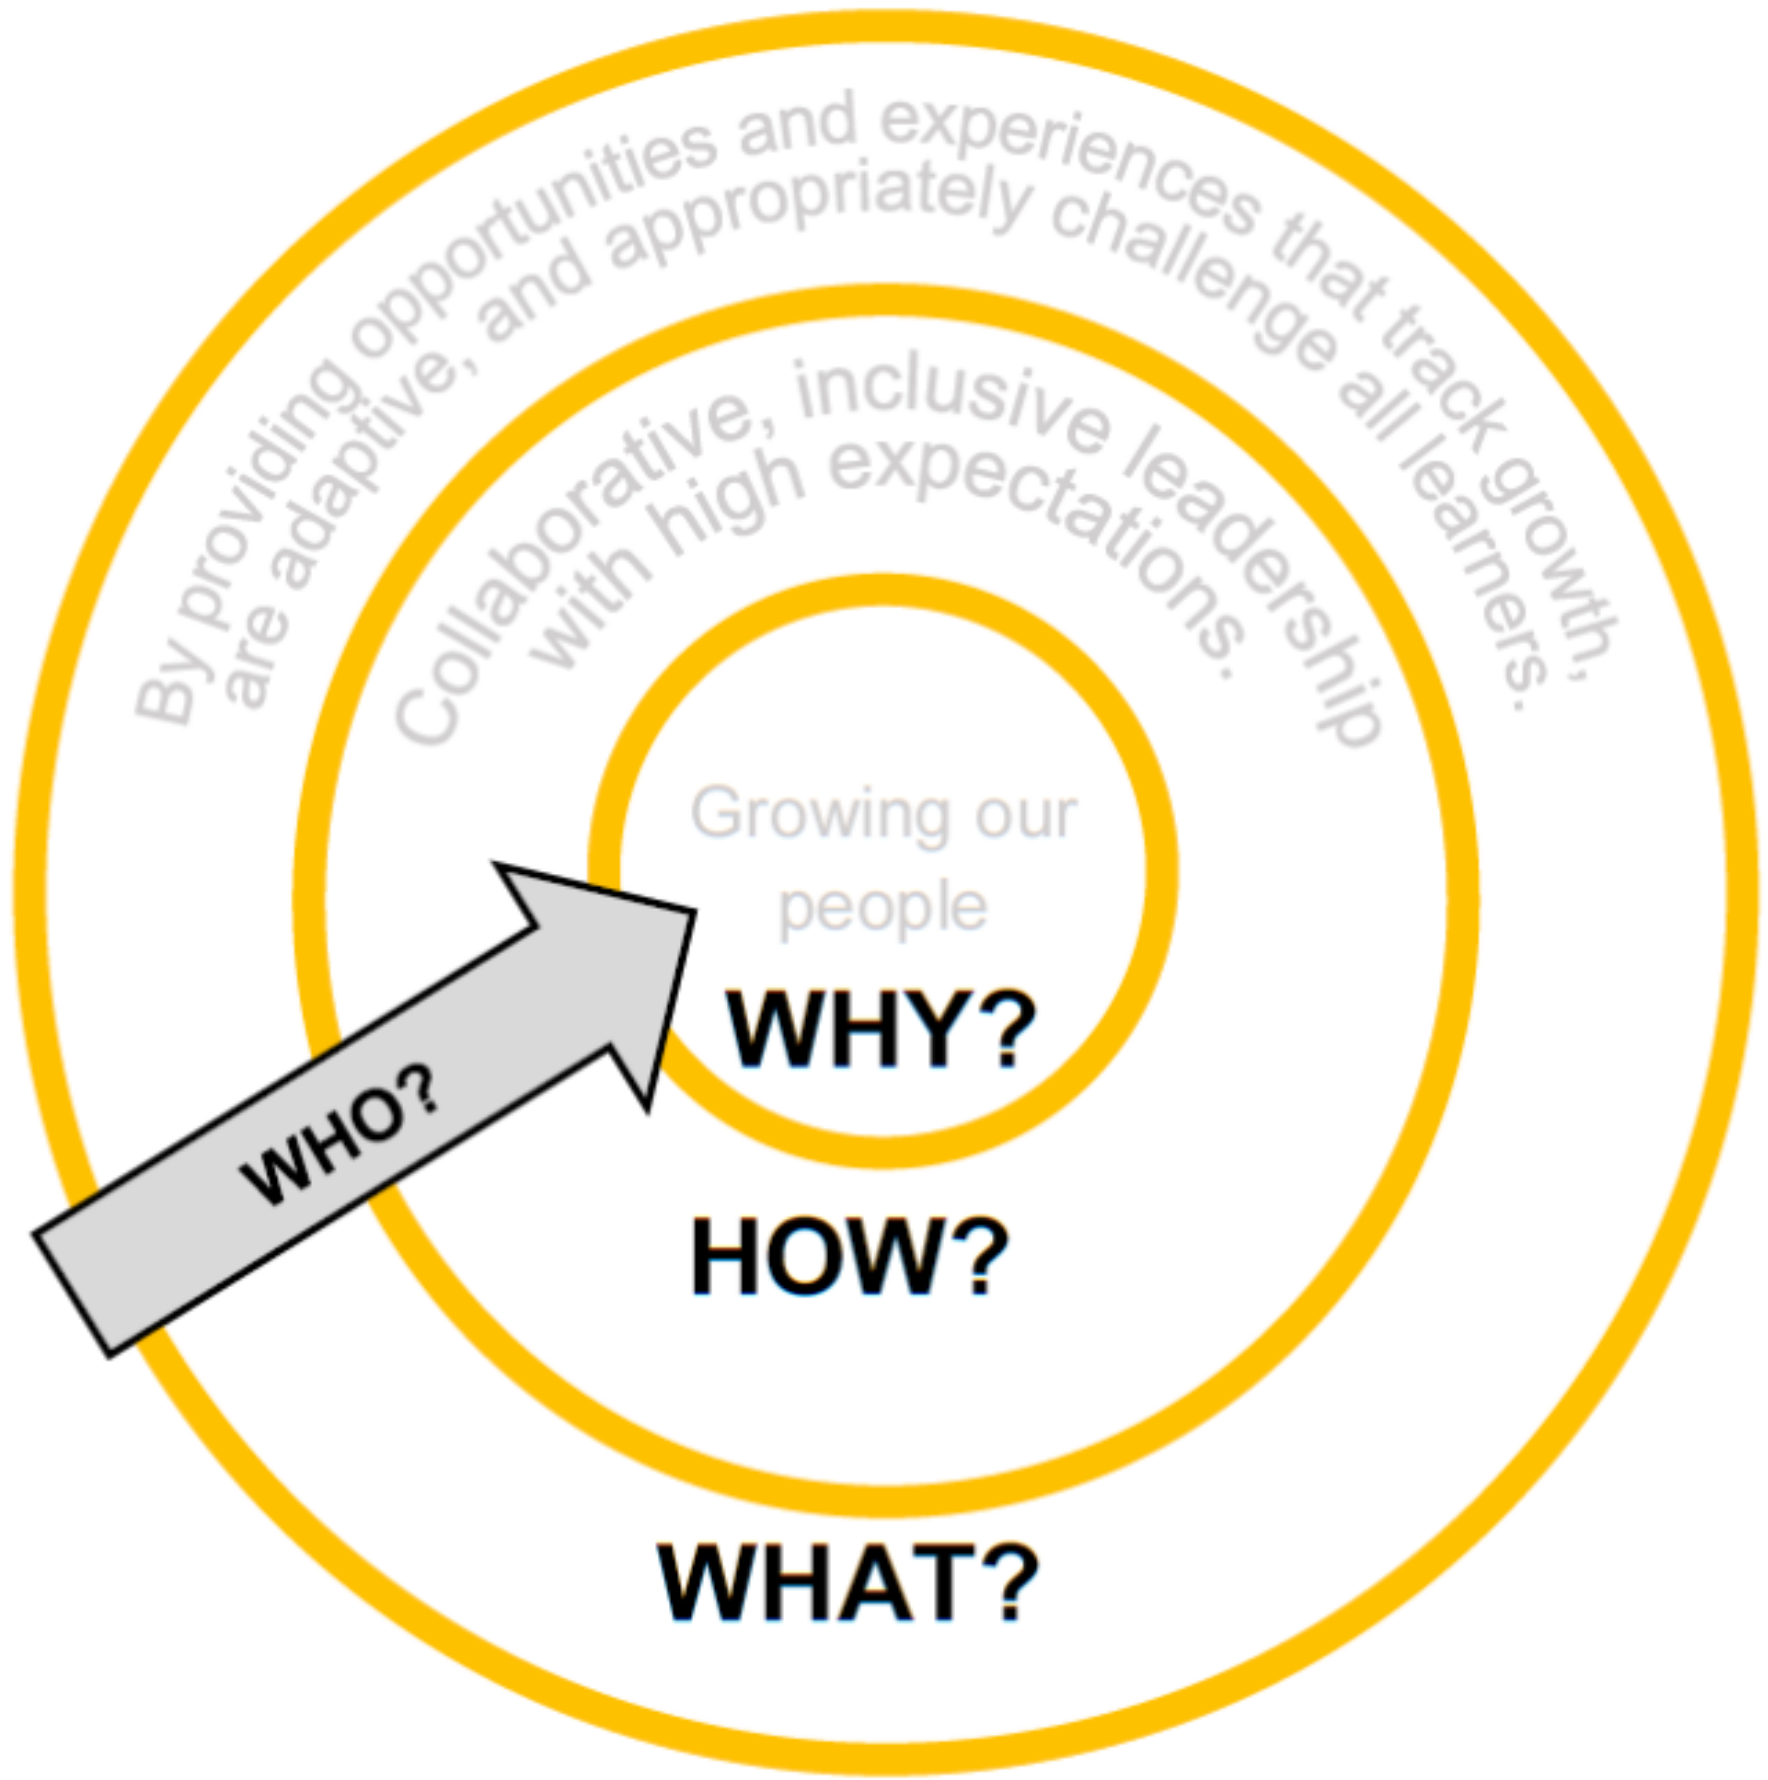 By providing opportunities and experiences that track growth,
are adaptive, and appropriately challenge all learners.
Collaborative, inclusive leadership
with high expectations.
Growing our
people
WHY?
WHO?
HOW?
WHAT?